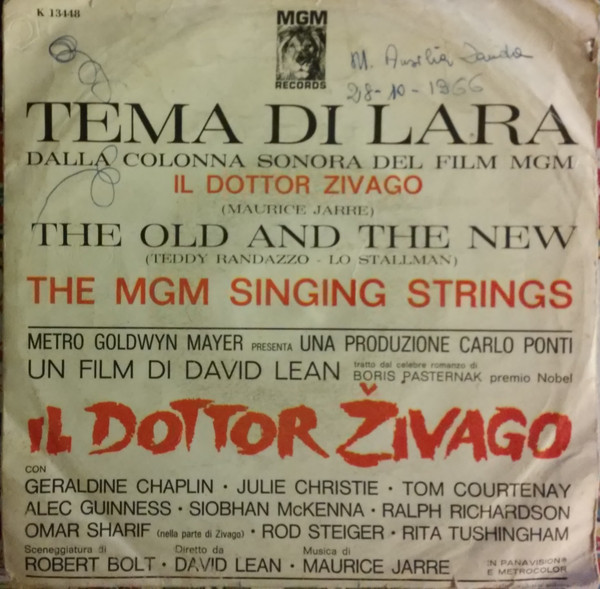 K 13448
MGM
RECORDS
28-10-1966
TEMA DI LARA
DALLA COLONNA SONORA DEL FILM MGM
IL DOTTOR ZIVAGO
(MAURICE JARRE)
THE OLD AND THE NEW
(TEDDY RANDAZZO - LO STALLMAN)
THE MGM SINGING STRINGS
METRO GOLDWYN MAYER PRESENTA UNA PRODUZIONE CARLO PONTI
UN FILM DI DAVID LEAN tratto dal celebre romanzo di
BORIS PASTERNAK premio Nobel
IL DOTTOR ŽIVAGO
CON
GERALDINE CHAPLIN · JULIE CHRISTIE · TOM COURTENAY
ALEC GUINNESS · SIOBHAN McKENNA · RALPH RICHARDSON
OMAR SHARIF (nella parte di Zivago) · ROD STEIGER · RITA TUSHINGHAM
Sceneggiatura di Diretto da Musica di
ROBERT BOLT · DAVID LEAN · MAURICE JARRE
IN PANAVISION®
E METROCOLOR